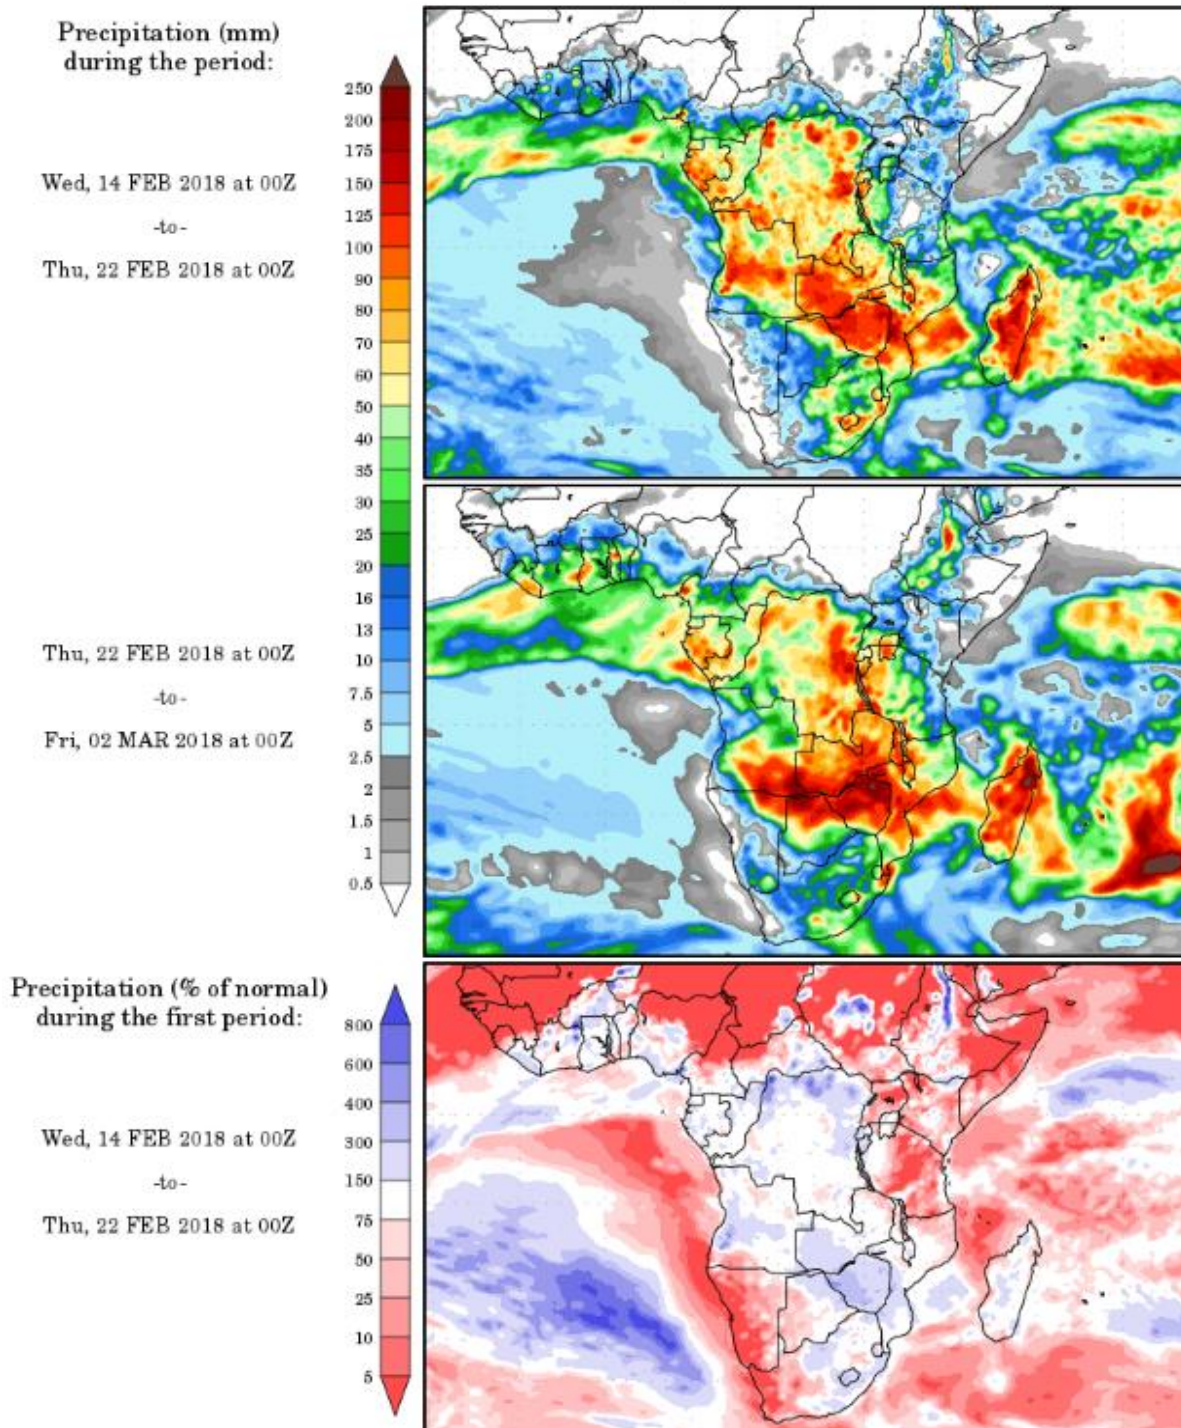 Precipitation (mm)
during the period:
250
200
175
150
125
100
90
80
70
60
50
40
35
30
25
20
16
13
10
7.5
5
2.5
2
1.5
1
0.5
Wed, 14 FEB 2018 at 00Z
-to-
Thu, 22 FEB 2018 at 00Z
Thu, 22 FEB 2018 at 00Z
-to-
Fri, 02 MAR 2018 at 00Z
Precipitation (% of normal)
during the first period:
800
600
400
300
150
75
50
25
10
5
Wed, 14 FEB 2018 at 00Z
-to-
Thu, 22 FEB 2018 at 00Z